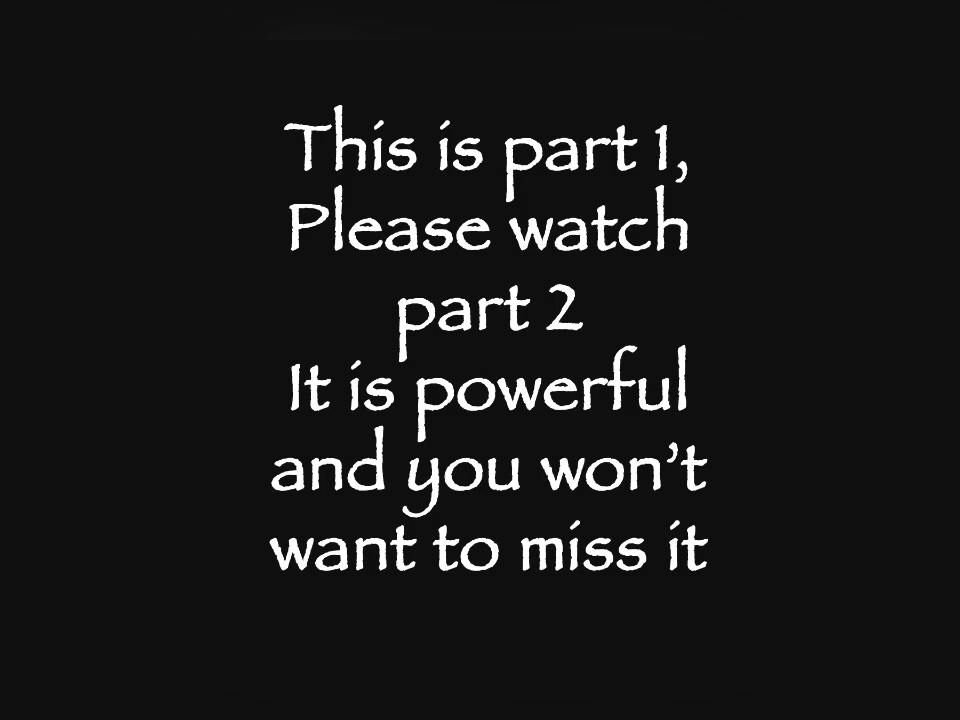 This is part 1,
Please watch
part 2
It is powerful
and you won't
want to miss it